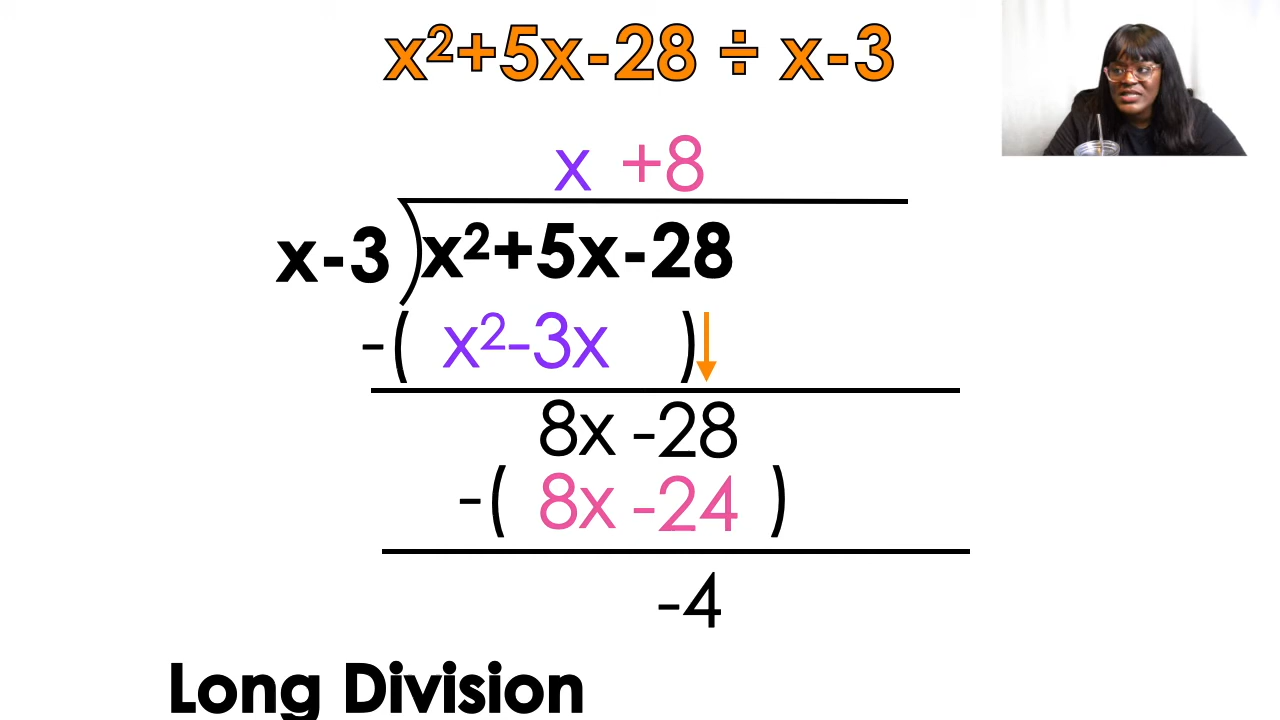 x²+5x-28 ÷ x-3
x +8
x-3 x²+5x-28
-( x²-3x )
8x -28
-( 8x -24 )
-4
Long Division